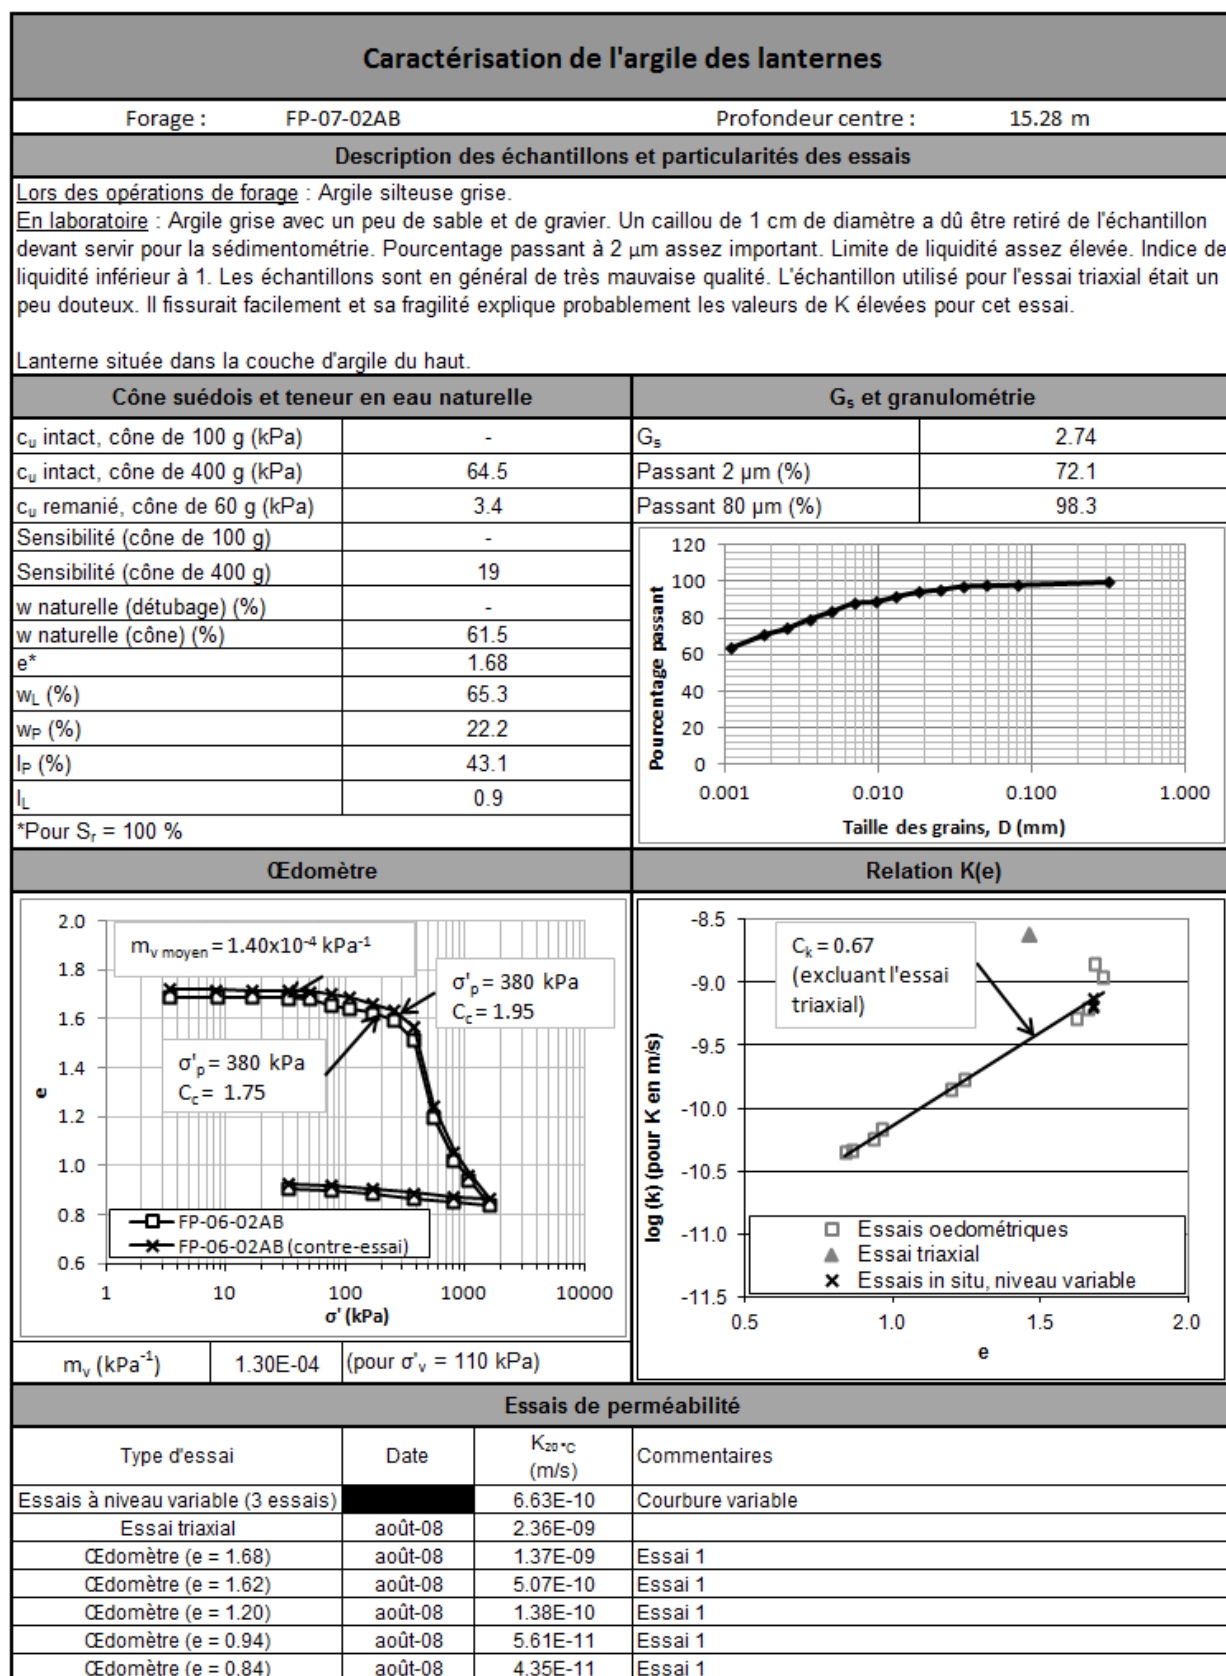 Caractérisation de l'argile des lanternes
Forage : FP-07-02AB Profondeur centre : 15.28 m
Description des échantillons et particularités des essais
Lors des opérations de forage : Argile silteuse grise.
En laboratoire : Argile grise avec un peu de sable et de gravier. Un caillou de 1 cm de diamètre a dû être retiré de l'échantillon
devant servir pour la sédimentométrie. Pourcentage passant à 2 µm assez important. Limite de liquidité assez élevée. Indice de
liquidité inférieur à 1. Les échantillons sont en général de très mauvaise qualité. L'échantillon utilisé pour l'essai triaxial était un
peu douteux. Il fissurait facilement et sa fragilité explique probablement les valeurs de K élevées pour cet essai.
Lanterne située dans la couche d'argile du haut.
Cône suédois et teneur en eau naturelle
cu intact, cône de 100 g (kPa) -
cu intact, cône de 400 g (kPa) 64.5
cu remanié, cône de 60 g (kPa) 3.4
Sensibilité (cône de 100 g) -
Sensibilité (cône de 400 g) 19
w naturelle (détubage) (%) -
w naturelle (cône) (%) 61.5
e* 1.68
wL (%) 65.3
wP (%) 22.2
IP (%) 43.1
IL 0.9
*Pour Sr = 100 %
Gs et granulométrie
Gs 2.74
Passant 2 µm (%) 72.1
Passant 80 µm (%) 98.3
Pourcentage passant
120
100
80
60
40
20
0
0.001 0.010 0.100 1.000
Taille des grains, D (mm)
Œdomètre
e
2.0
1.8
1.6
1.4
1.2
1.0
0.8
0.6
mv moyen = 1.40x10⁻⁴ kPa⁻¹
σ'p = 380 kPa
Cc = 1.95
σ'p = 380 kPa
Cc = 1.75
FP-06-02AB
FP-06-02AB (contre-essai)
1 10 100 1000 10000
σ' (kPa)
mv (kPa⁻¹) 1.30E-04 (pour σ'v = 110 kPa)
Relation K(e)
log (k) (pour K en m/s)
-8.5
-9.0
-9.5
-10.0
-10.5
-11.0
-11.5
Ck = 0.67
(excluant l'essai
triaxial)
Essais oedométriques
Essai triaxial
Essais in situ, niveau variable
0.5 1.0 1.5 2.0
e
Essais de perméabilité
Type d'essai Date K20°C (m/s) Commentaires
Essais à niveau variable (3 essais) 6.63E-10 Courbure variable
Essai triaxial août-08 2.36E-09
Œdomètre (e = 1.68) août-08 1.37E-09 Essai 1
Œdomètre (e = 1.62) août-08 5.07E-10 Essai 1
Œdomètre (e = 1.20) août-08 1.38E-10 Essai 1
Œdomètre (e = 0.94) août-08 5.61E-11 Essai 1
Œdomètre (e = 0.84) août-08 4.35E-11 Essai 1